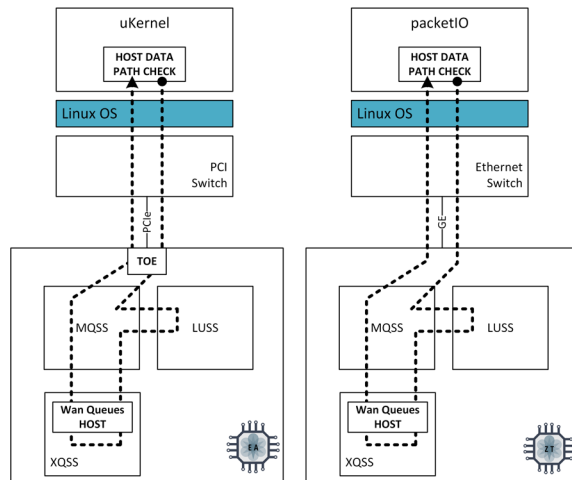 uKernel
HOST DATA
PATH CHECK
Linux OS
PCI
Switch
PCIe
TOE
MQSS
LUSS
Wan Queues
HOST
XQSS
EA
packetIO
HOST DATA
PATH CHECK
Linux OS
Ethernet
Switch
GE
MQSS
LUSS
Wan Queues
HOST
XQSS
ZT